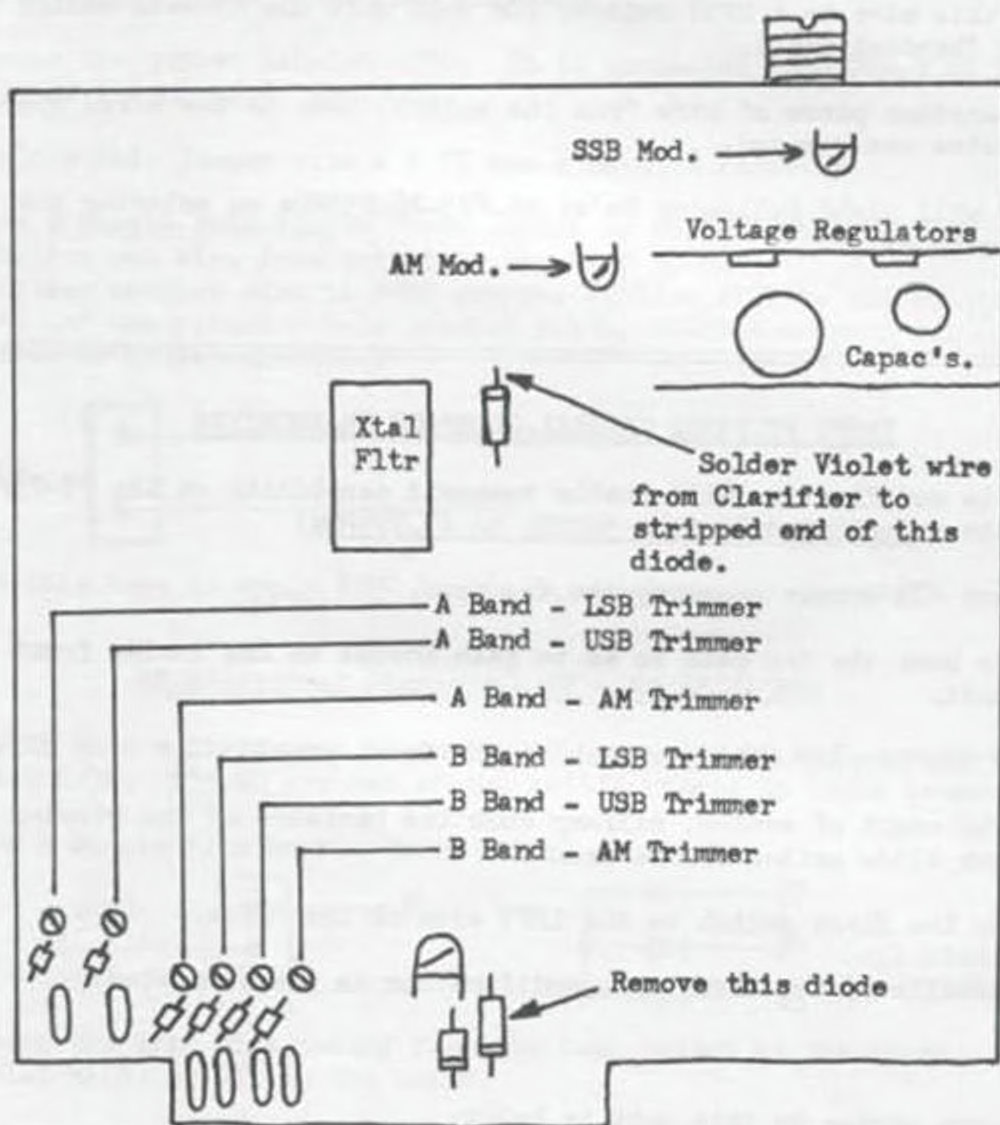 SSB Mod.
Voltage Regulators
AM Mod.
Capac's.
Xtal
Fltr
Solder Violet wire
from Clarifier to
stripped end of this
diode.
A Band - LSB Trimmer
A Band - USB Trimmer
A Band - AM Trimmer
B Band - LSB Trimmer
B Band - USB Trimmer
B Band - AM Trimmer
Remove this diode